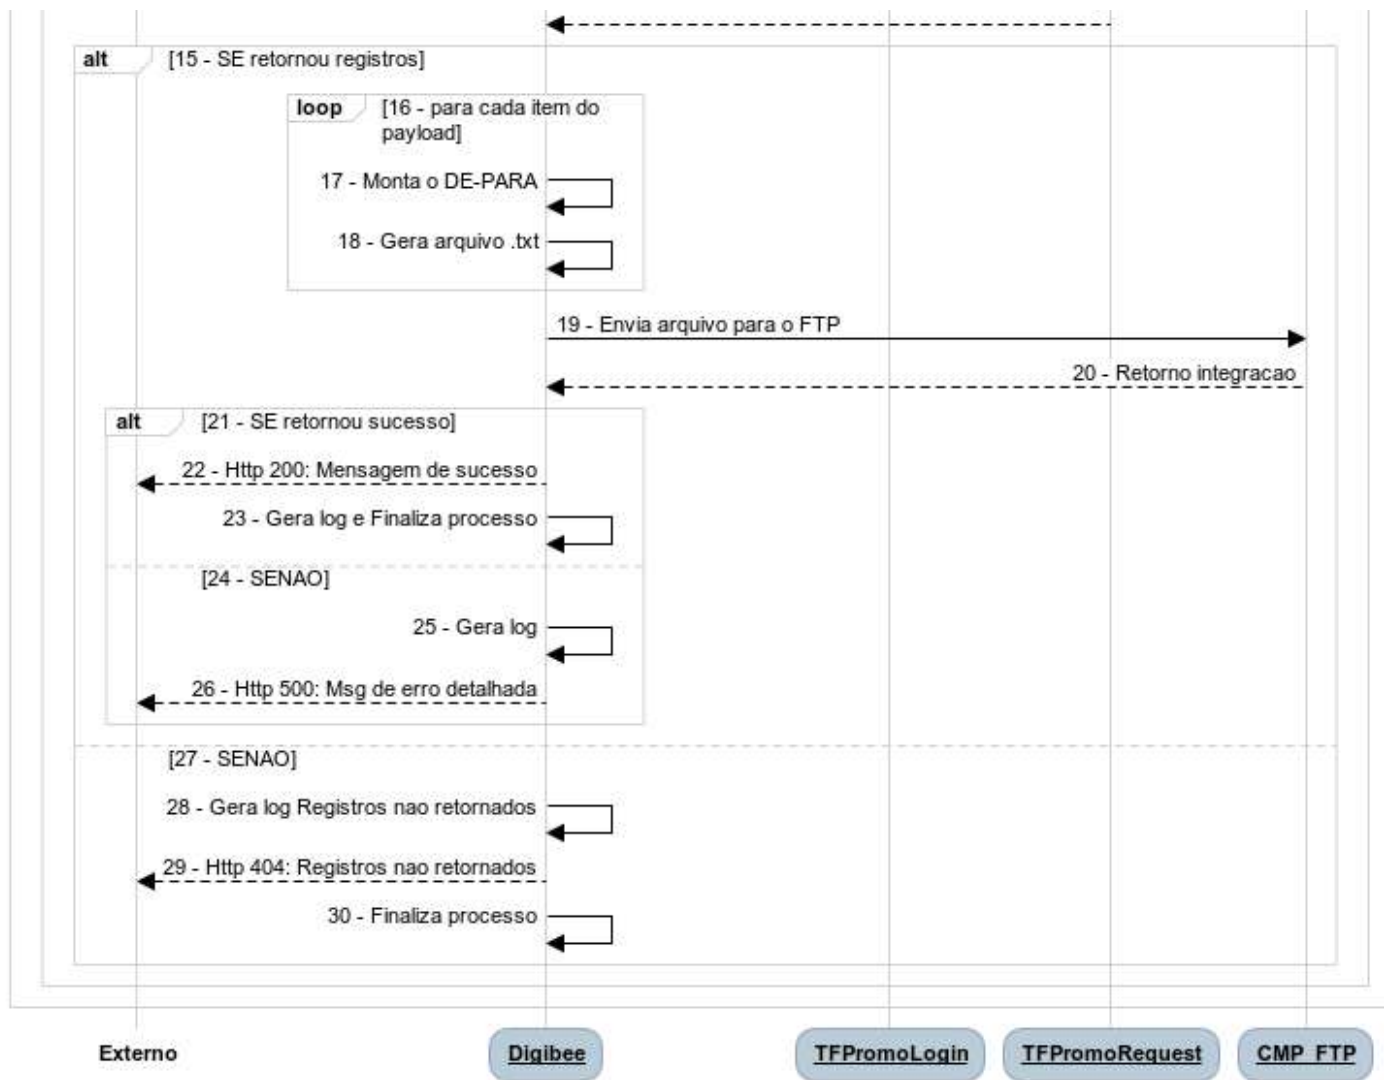 alt [15 - SE retornou registros]
loop [16 - para cada item do
payload]
17 - Monta o DE-PARA
18 - Gera arquivo .txt
19 - Envia arquivo para o FTP
20 - Retorno integracao
alt [21 - SE retornou sucesso]
22 - Http 200: Mensagem de sucesso
23 - Gera log e Finaliza processo
[24 - SENAO]
25 - Gera log
26 - Http 500: Msg de erro detalhada
[27 - SENAO]
28 - Gera log Registros nao retornados
29 - Http 404: Registros nao retornados
30 - Finaliza processo
Externo Digibee TFPromoLogin TFPromoRequest CMP_FTP